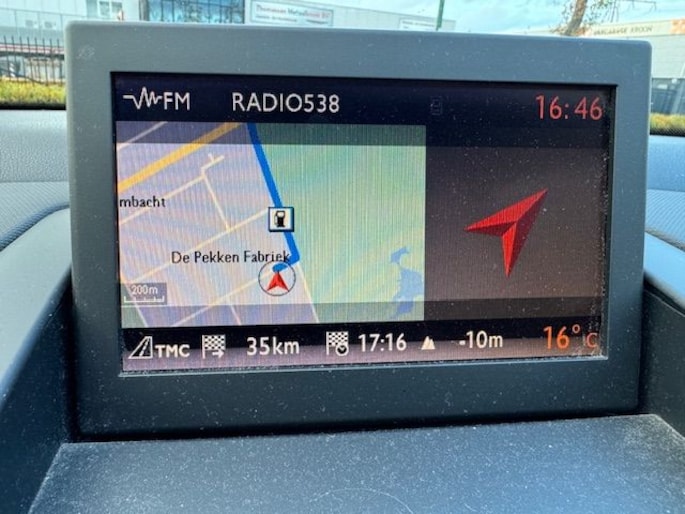 FM RADIO538 16:46
mbacht
De Pekken Fabriek
200m
TMC 35km 17:16 -10m 16°C